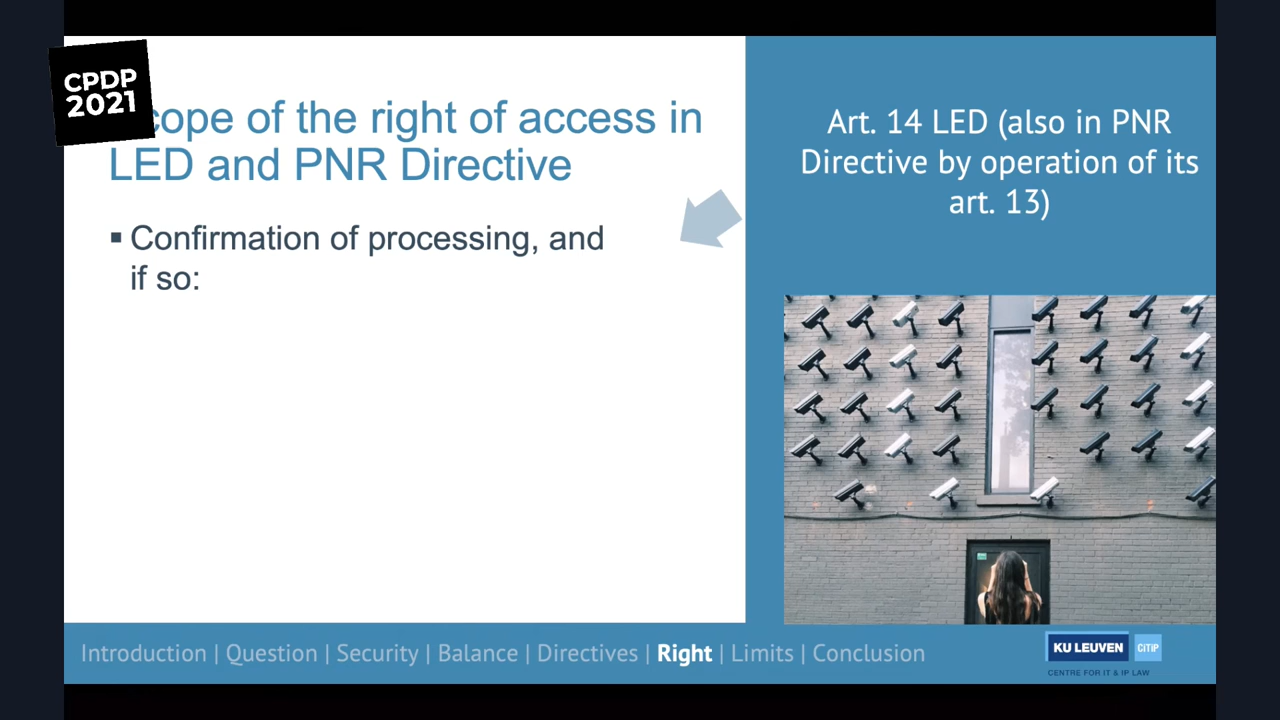 CPDP
2021
cope of the right of access in
LED and PNR Directive
▪ Confirmation of processing, and
if so:
Art. 14 LED (also in PNR
Directive by operation of its
art. 13)
Introduction | Question | Security | Balance | Directives | Right | Limits | Conclusion
KU LEUVEN
CITIP
CENTRE FOR IT & IP LAW